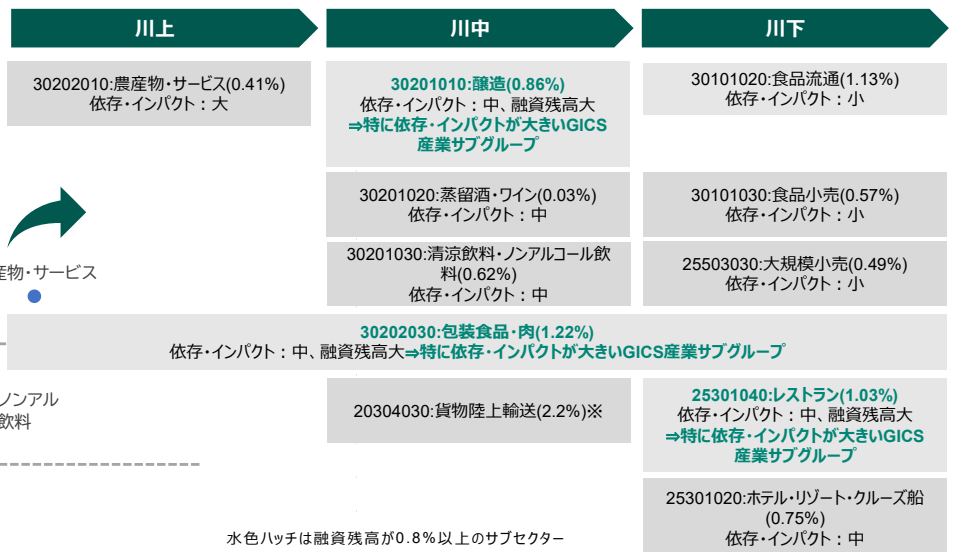 川上
川中
川下
30202010:農産物・サービス(0.41%)
依存・インパクト：大
30201010:醸造(0.86%)
依存・インパクト：中、融資残高大
⇒特に依存・インパクトが大きいGICS
産業サブグループ
30101020:食品流通(1.13%)
依存・インパクト：小
30201020:蒸留酒・ワイン(0.03%)
依存・インパクト：中
30101030:食品小売(0.57%)
依存・インパクト：小
30201030:清涼飲料・ノンアルコール飲
料(0.62%)
依存・インパクト：中
25503030:大規模小売(0.49%)
依存・インパクト：小
産物・サービス
30202030:包装食品・肉(1.22%)
依存・インパクト：中、融資残高大⇒特に依存・インパクトが大きいGICS産業サブグループ
ノンアル
飲料
20304030:貨物陸上輸送(2.2%)※
25301040:レストラン(1.03%)
依存・インパクト：中、融資残高大
⇒特に依存・インパクトが大きいGICS
産業サブグループ
25301020:ホテル・リゾート・クルーズ船
(0.75%)
依存・インパクト：中
水色ハッチは融資残高が0.8%以上のサブセクター